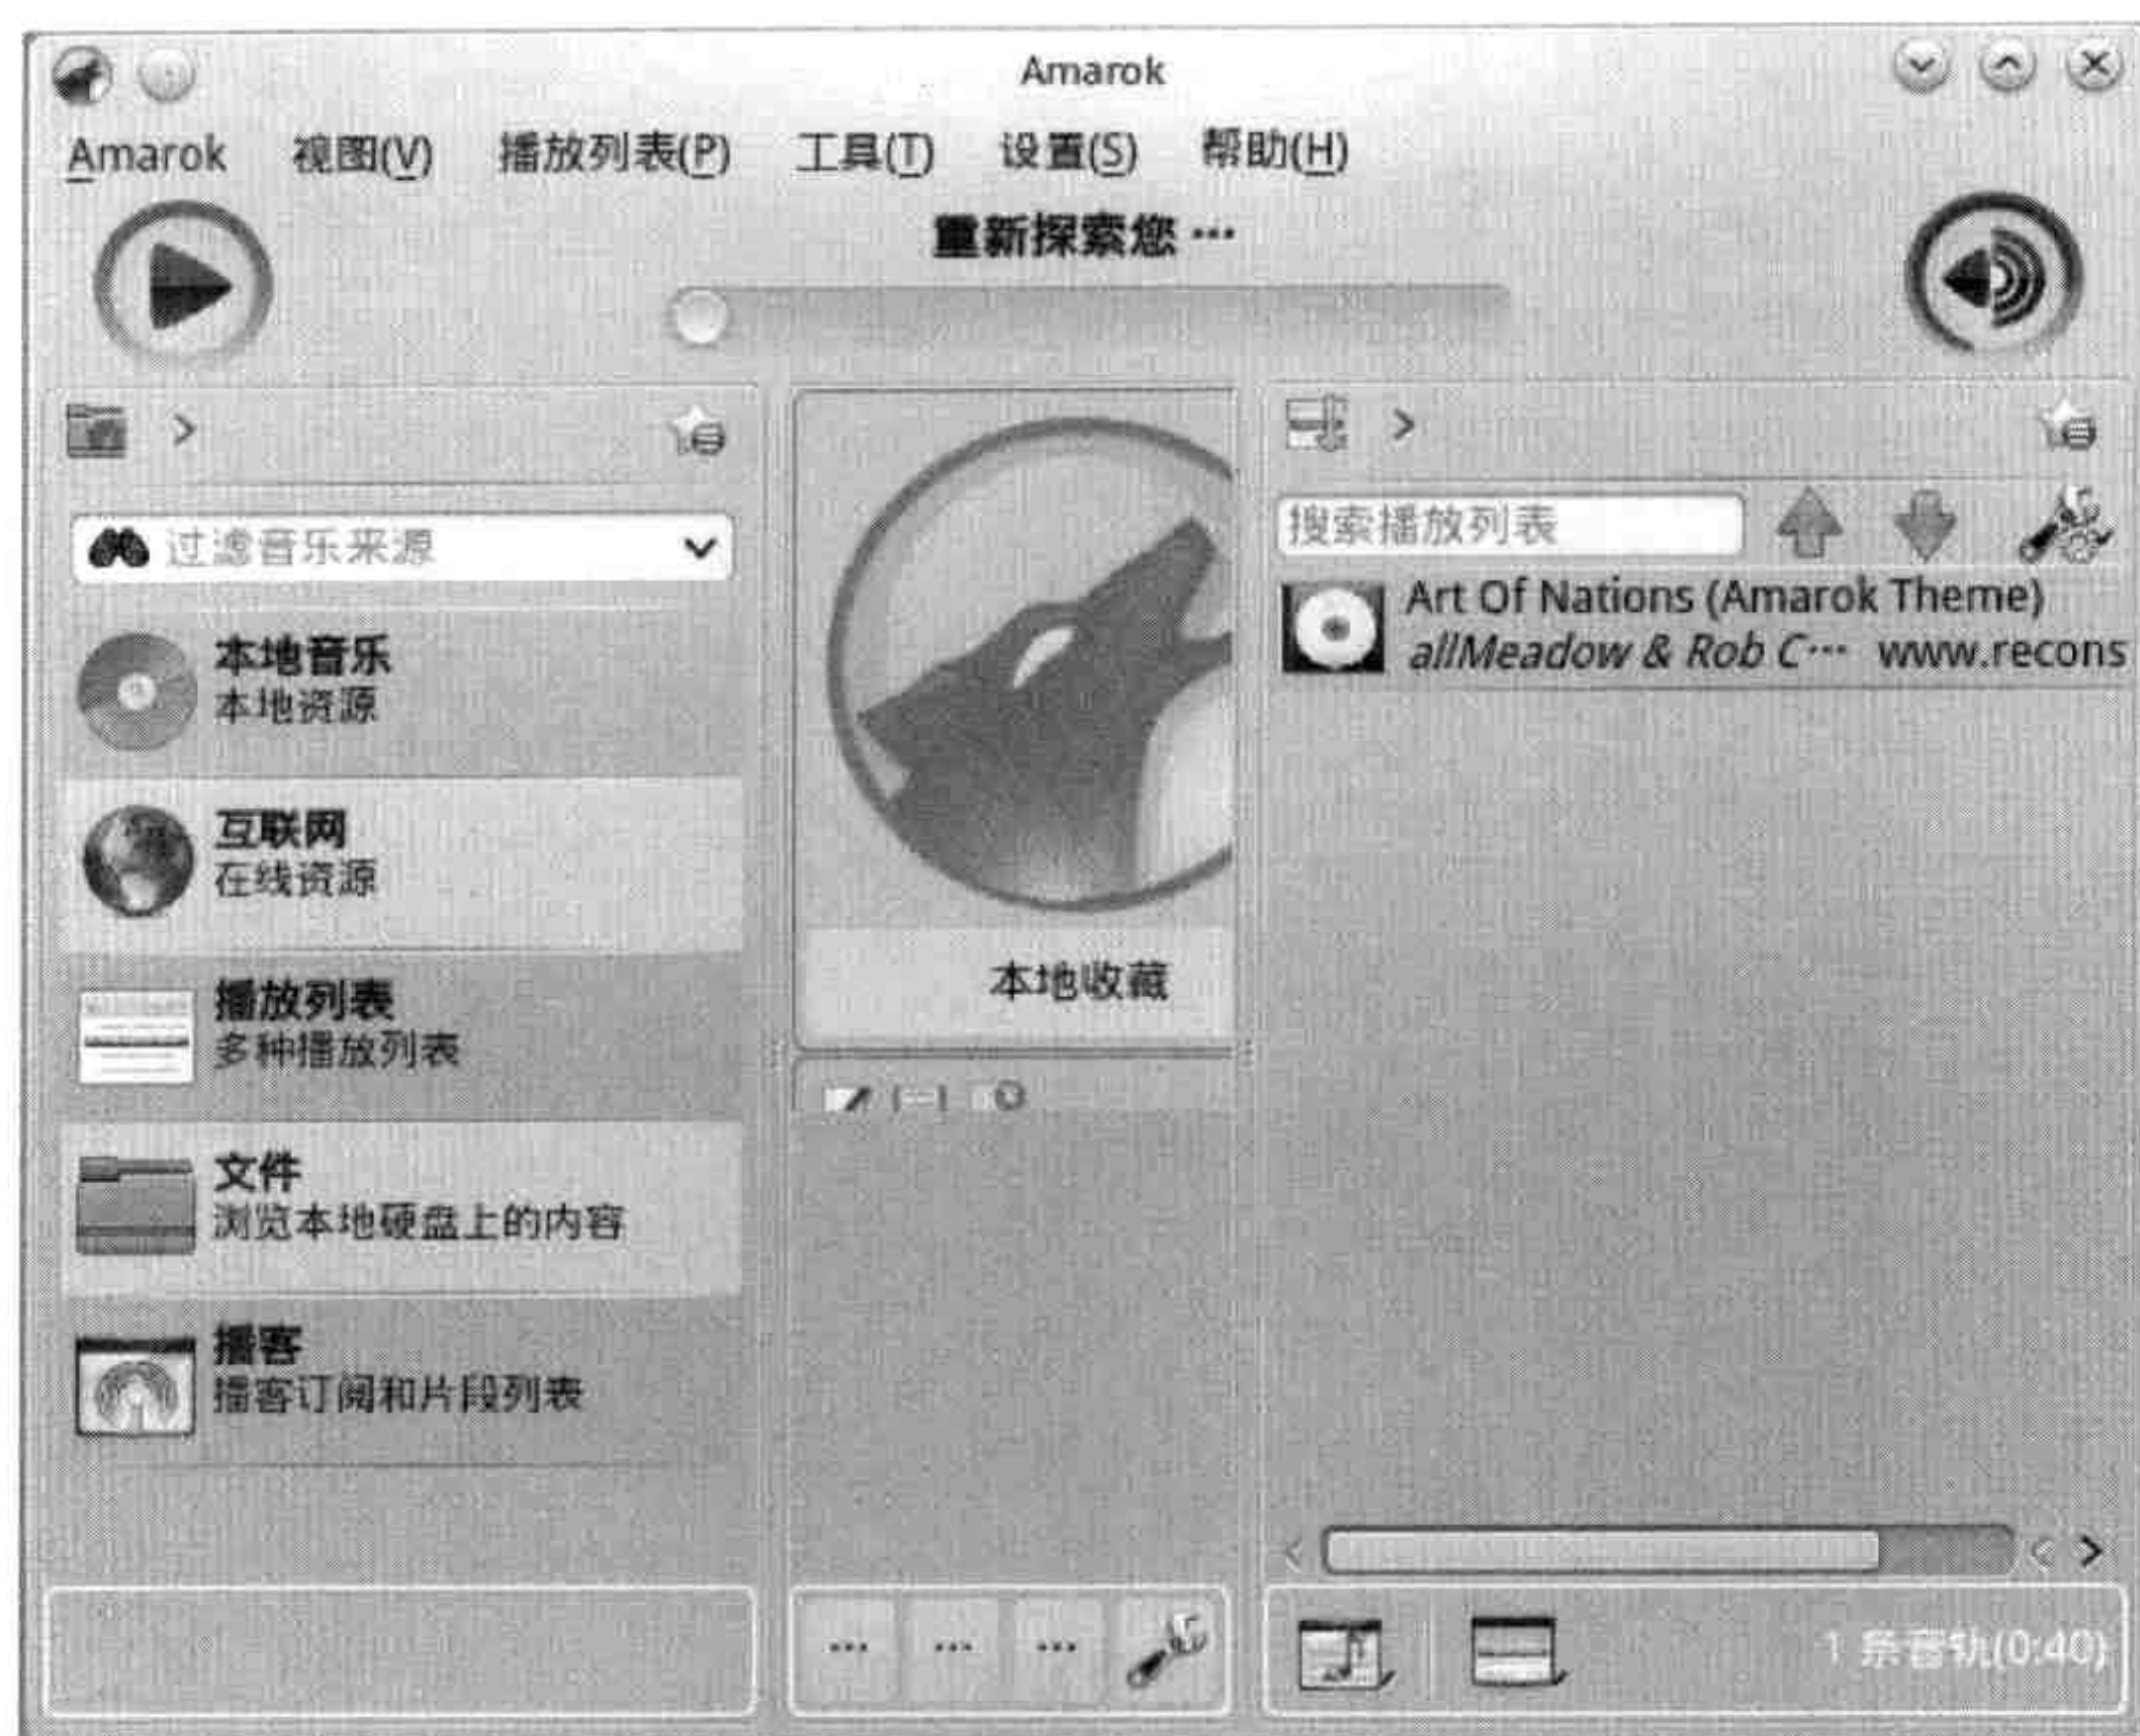 Amarok
Amarok 视图(V) 播放列表(P) 工具(T) 设置(S) 帮助(H)
重新探索您 ···
过滤音乐来源
本地音乐
本地资源
互联网
在线资源
播放列表
多种播放列表
文件
浏览本地硬盘上的内容
播客
播客订阅和片段列表
本地收藏
... ... ...
搜索播放列表
Art Of Nations (Amarok Theme)
allMeadow & Rob C··· www.recons
1 条音轨(0:40)